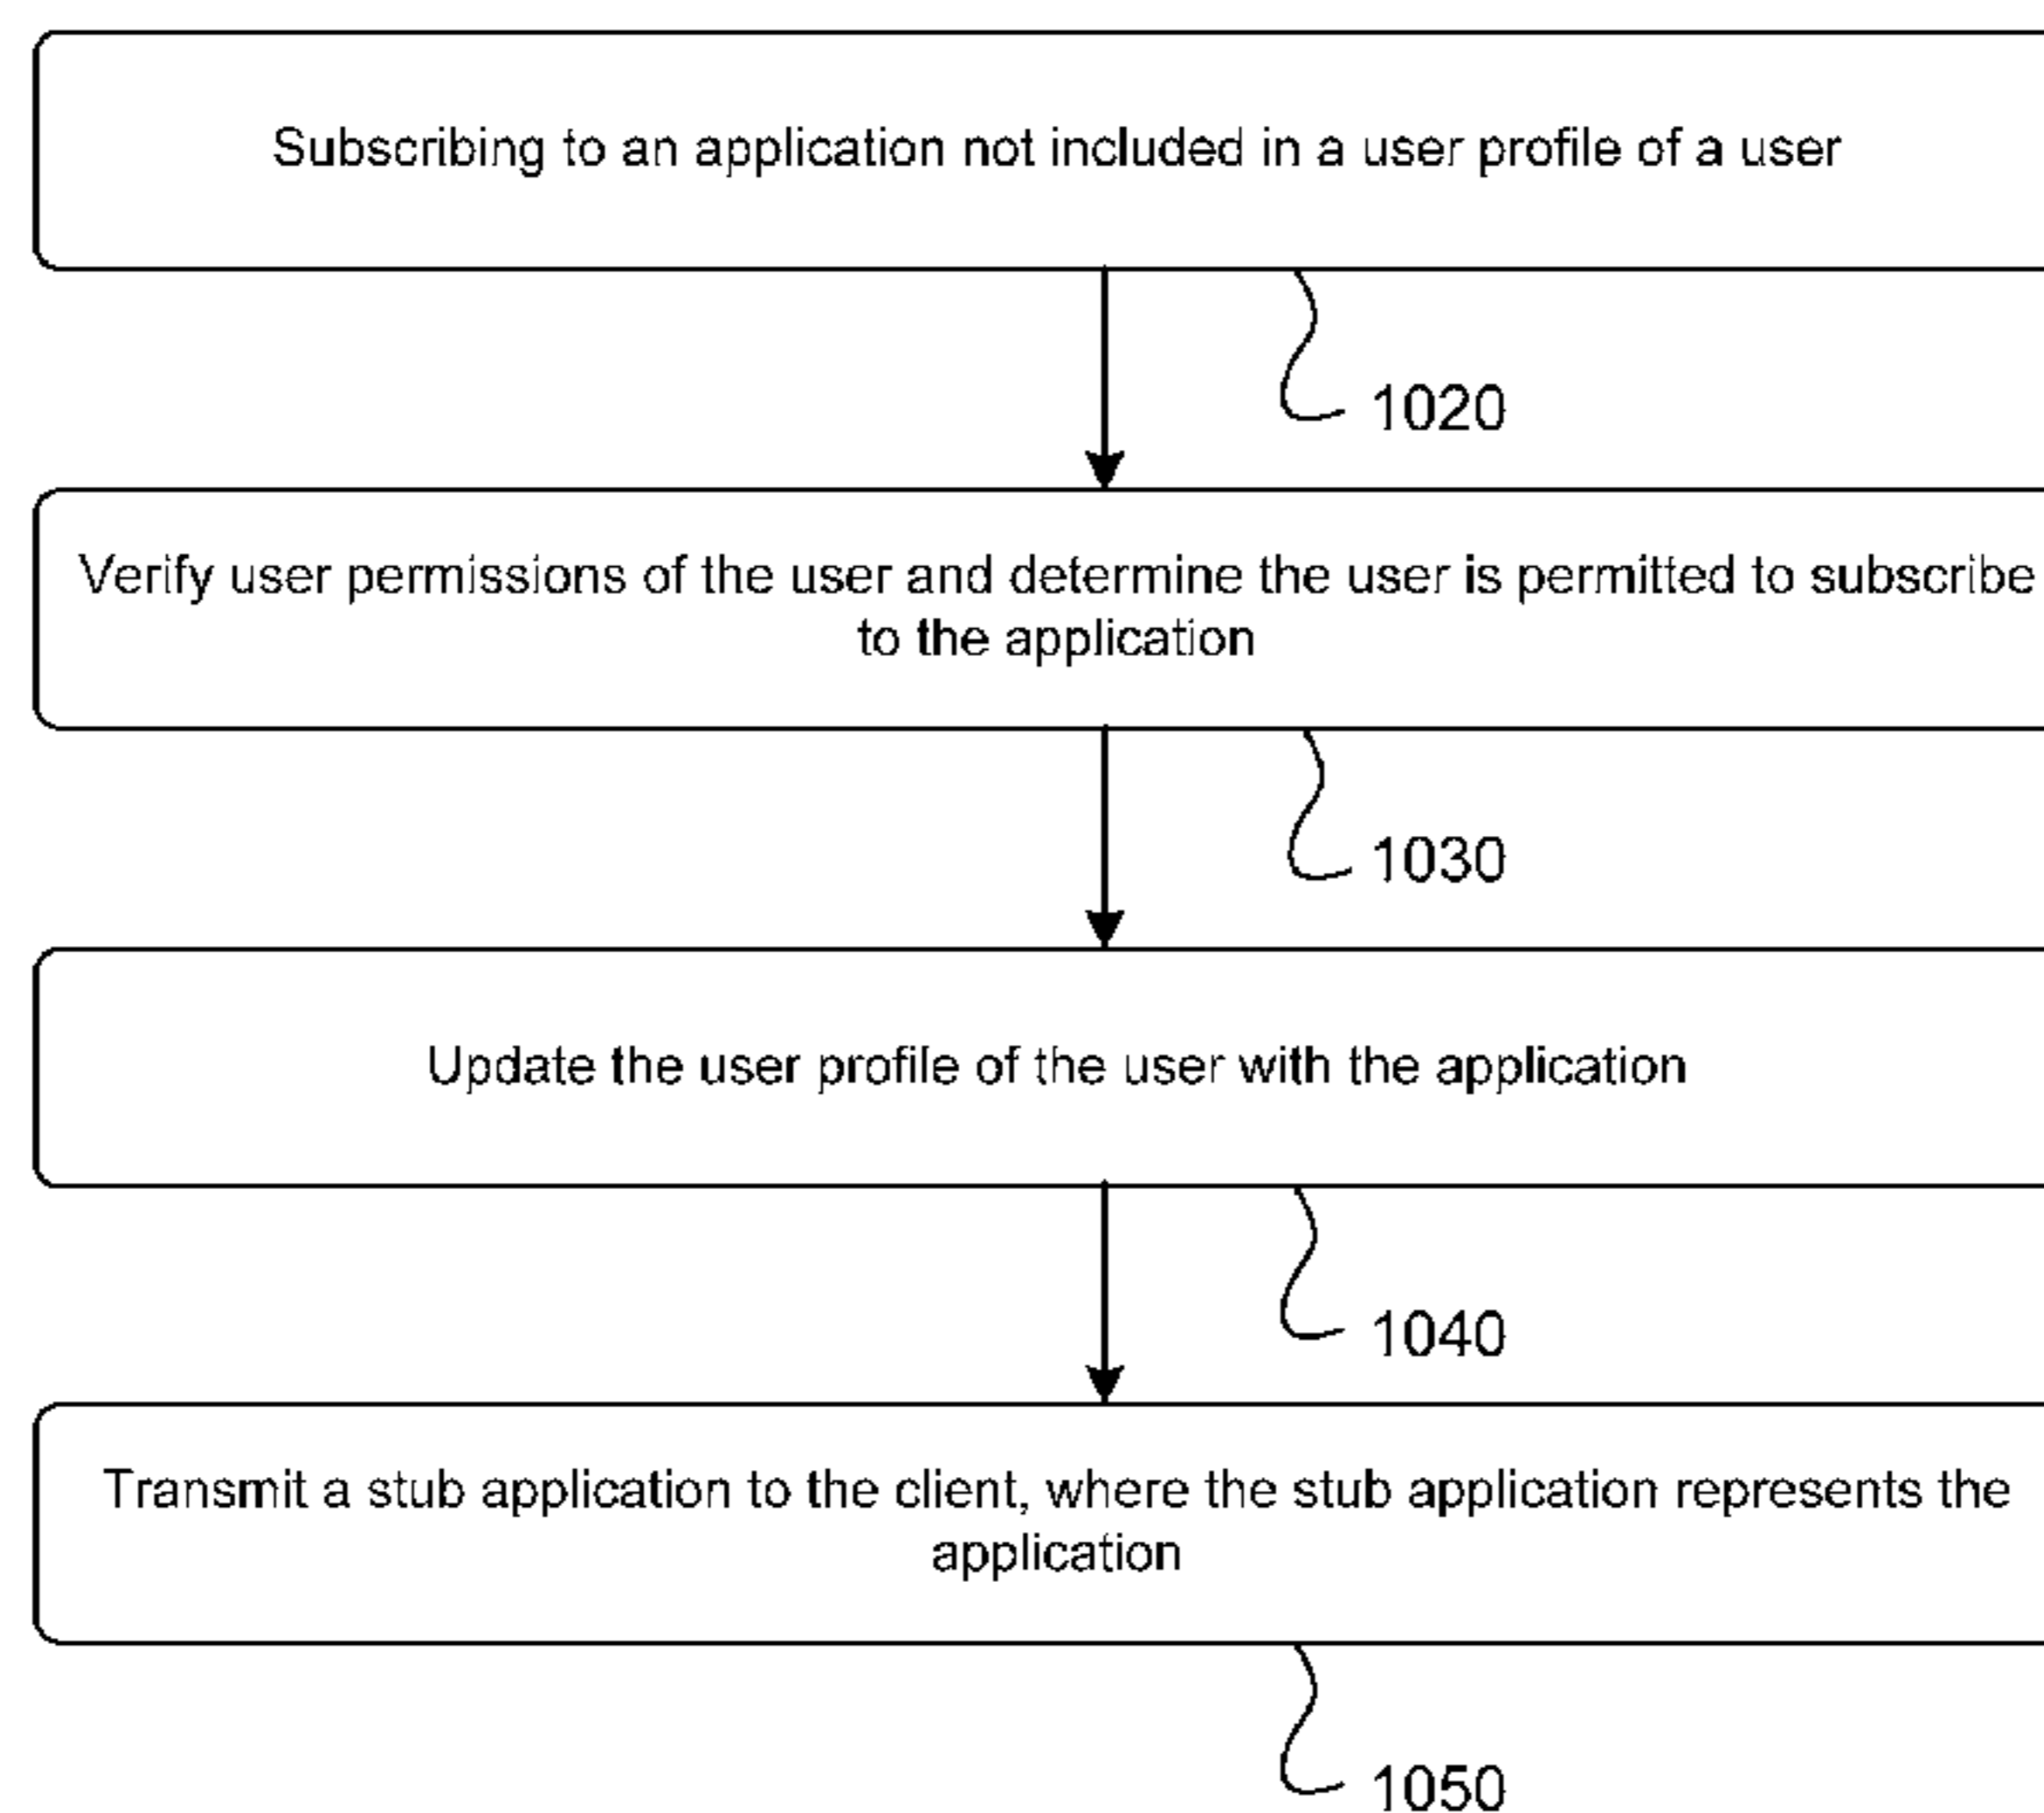 Subscribing to an application not included in a user profile of a user
1020
Verify user permissions of the user and determine the user is permitted to subscribe
to the application
1030
Update the user profile of the user with the application
1040
Transmit a stub application to the client, where the stub application represents the
application
1050